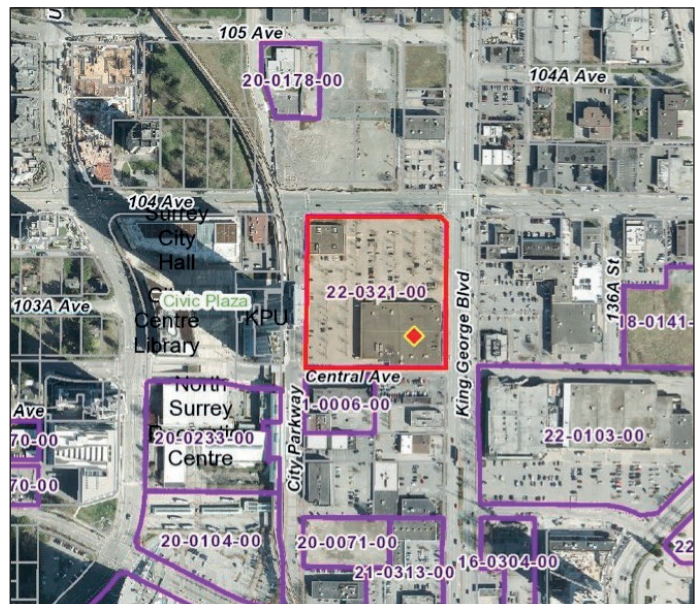 U
105 Ave
20-0178-00
104A Ave
104 Ave
Surrey
City
Hall
136A St
22-0321-00
Civic Plaza
103A Ave
Centre
KPU
18-0141-
Library
King George Blvd
Central Ave
North
Surrey
-0006-00
City Parkway
Ave
70-00
20-0233-00
Centre
22-0103-00
70-00
20-0104-00
20-0071-00
21-0313-00
16-0304-00
22